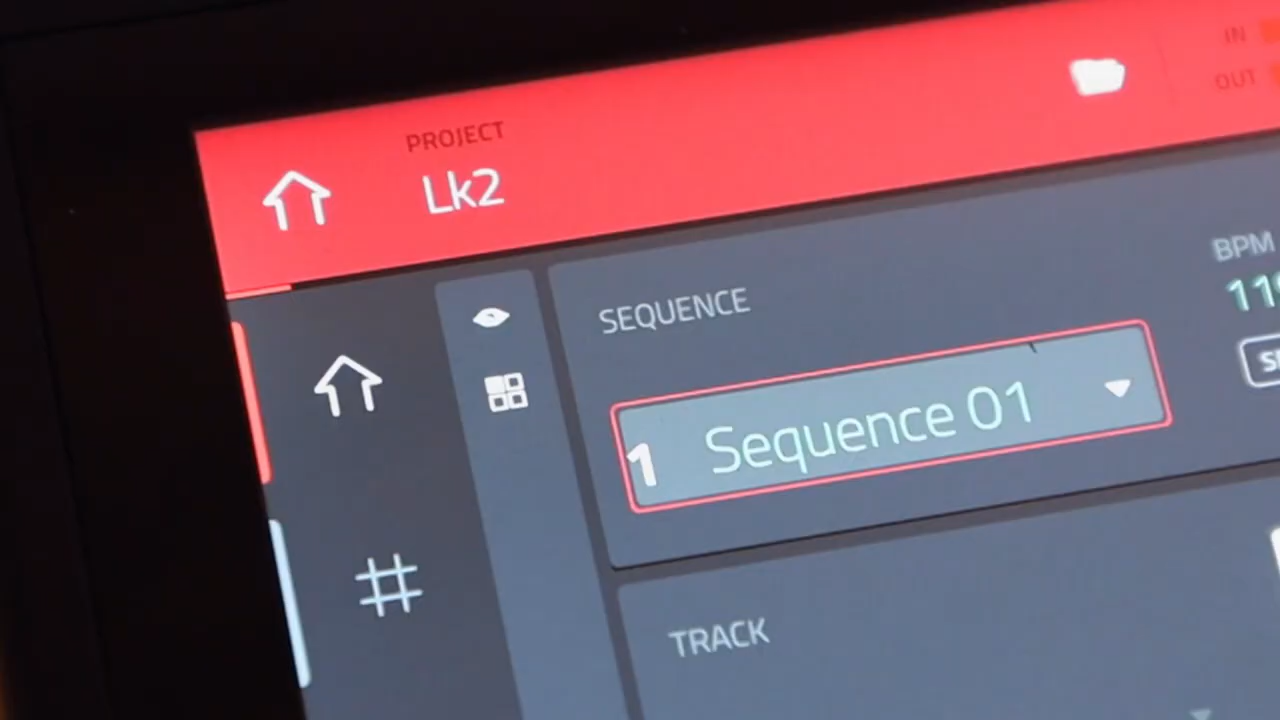 PROJECT
Lk2
IN
OUT
SEQUENCE
1 Sequence 01
BPM
TRACK